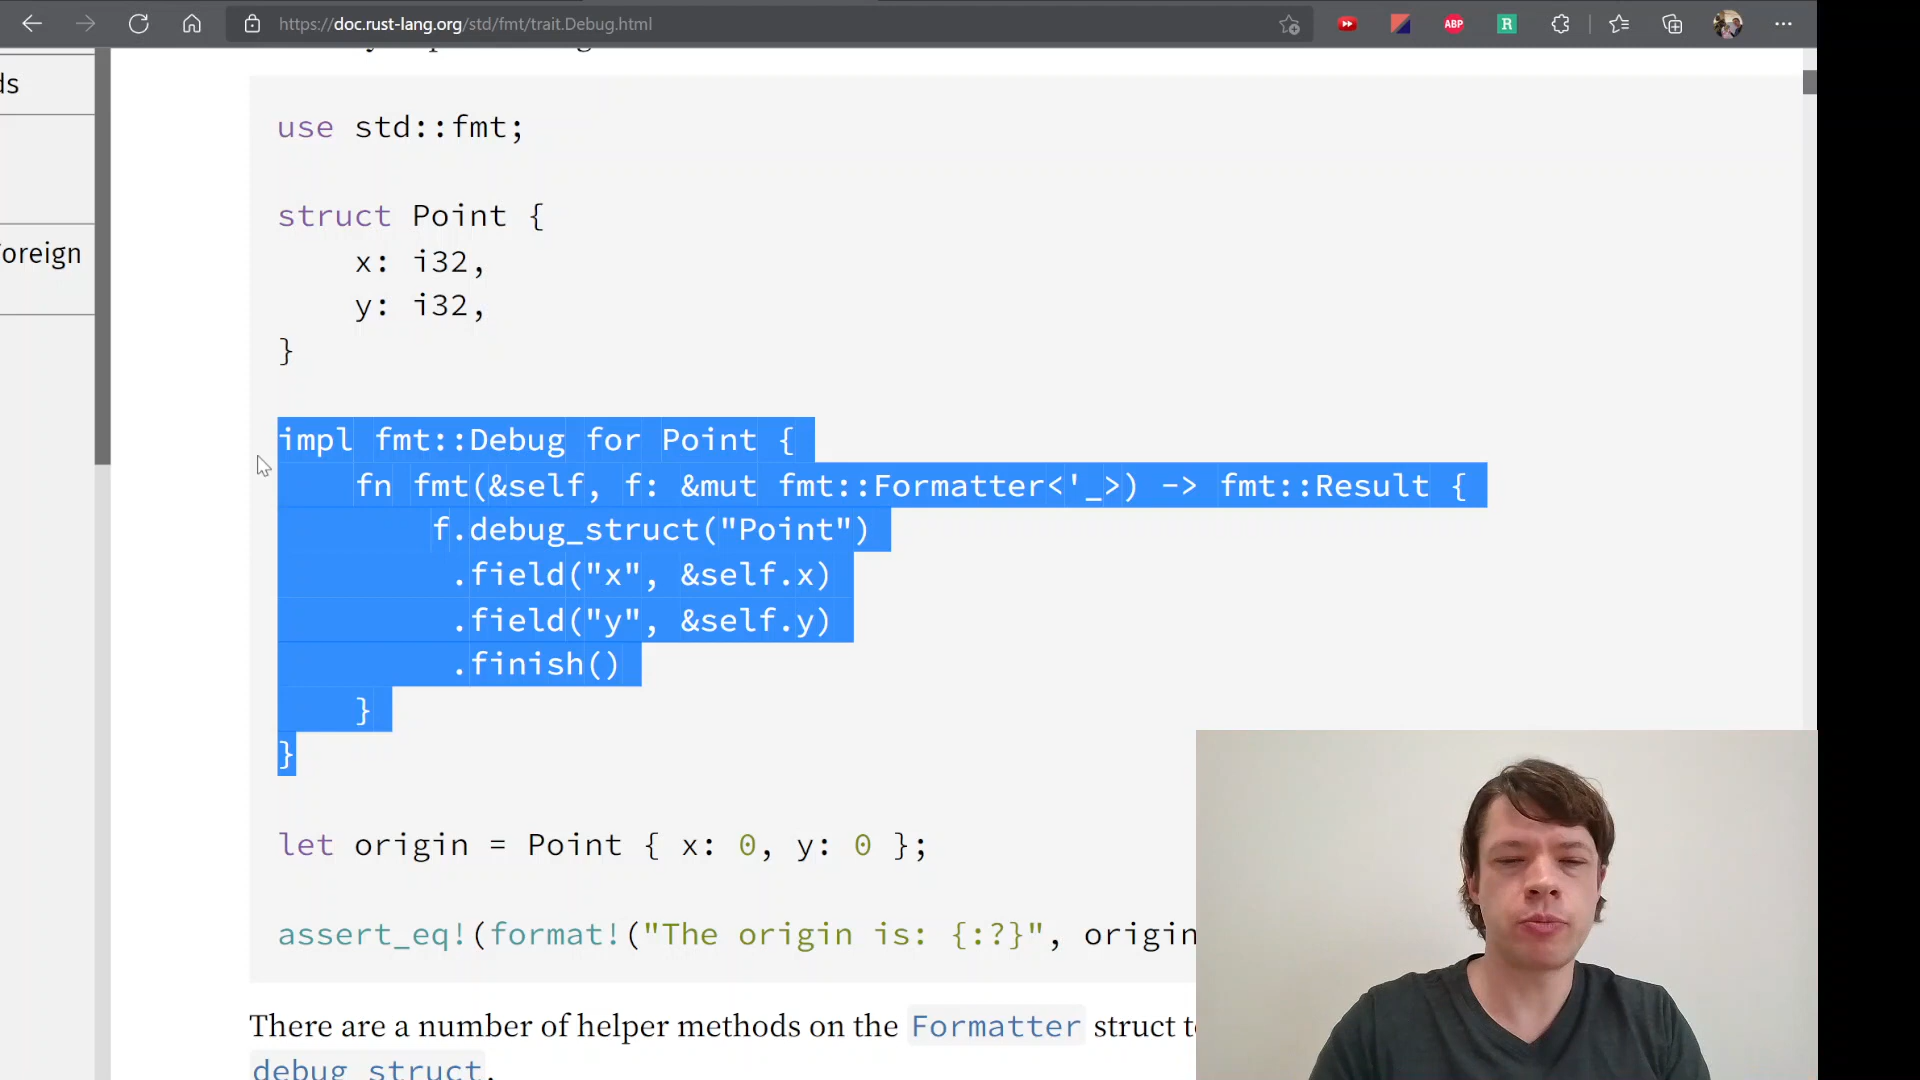 https://doc.rust-lang.org/std/fmt/trait.Debug.html
ABP
R
ds
oreign
use std::fmt;
struct Point {
x: i32,
y: i32,
}
impl fmt::Debug for Point {
fn fmt(&self, f: &mut fmt::Formatter<'_>) -> fmt::Result {
f.debug_struct("Point")
.field("x", &self.x)
.field("y", &self.y)
.finish()
}
}
let origin = Point { x: 0, y: 0 };
assert_eq!(format!("The origin is: {:?}", origin
There are a number of helper methods on the Formatter struct t
debug_struct.